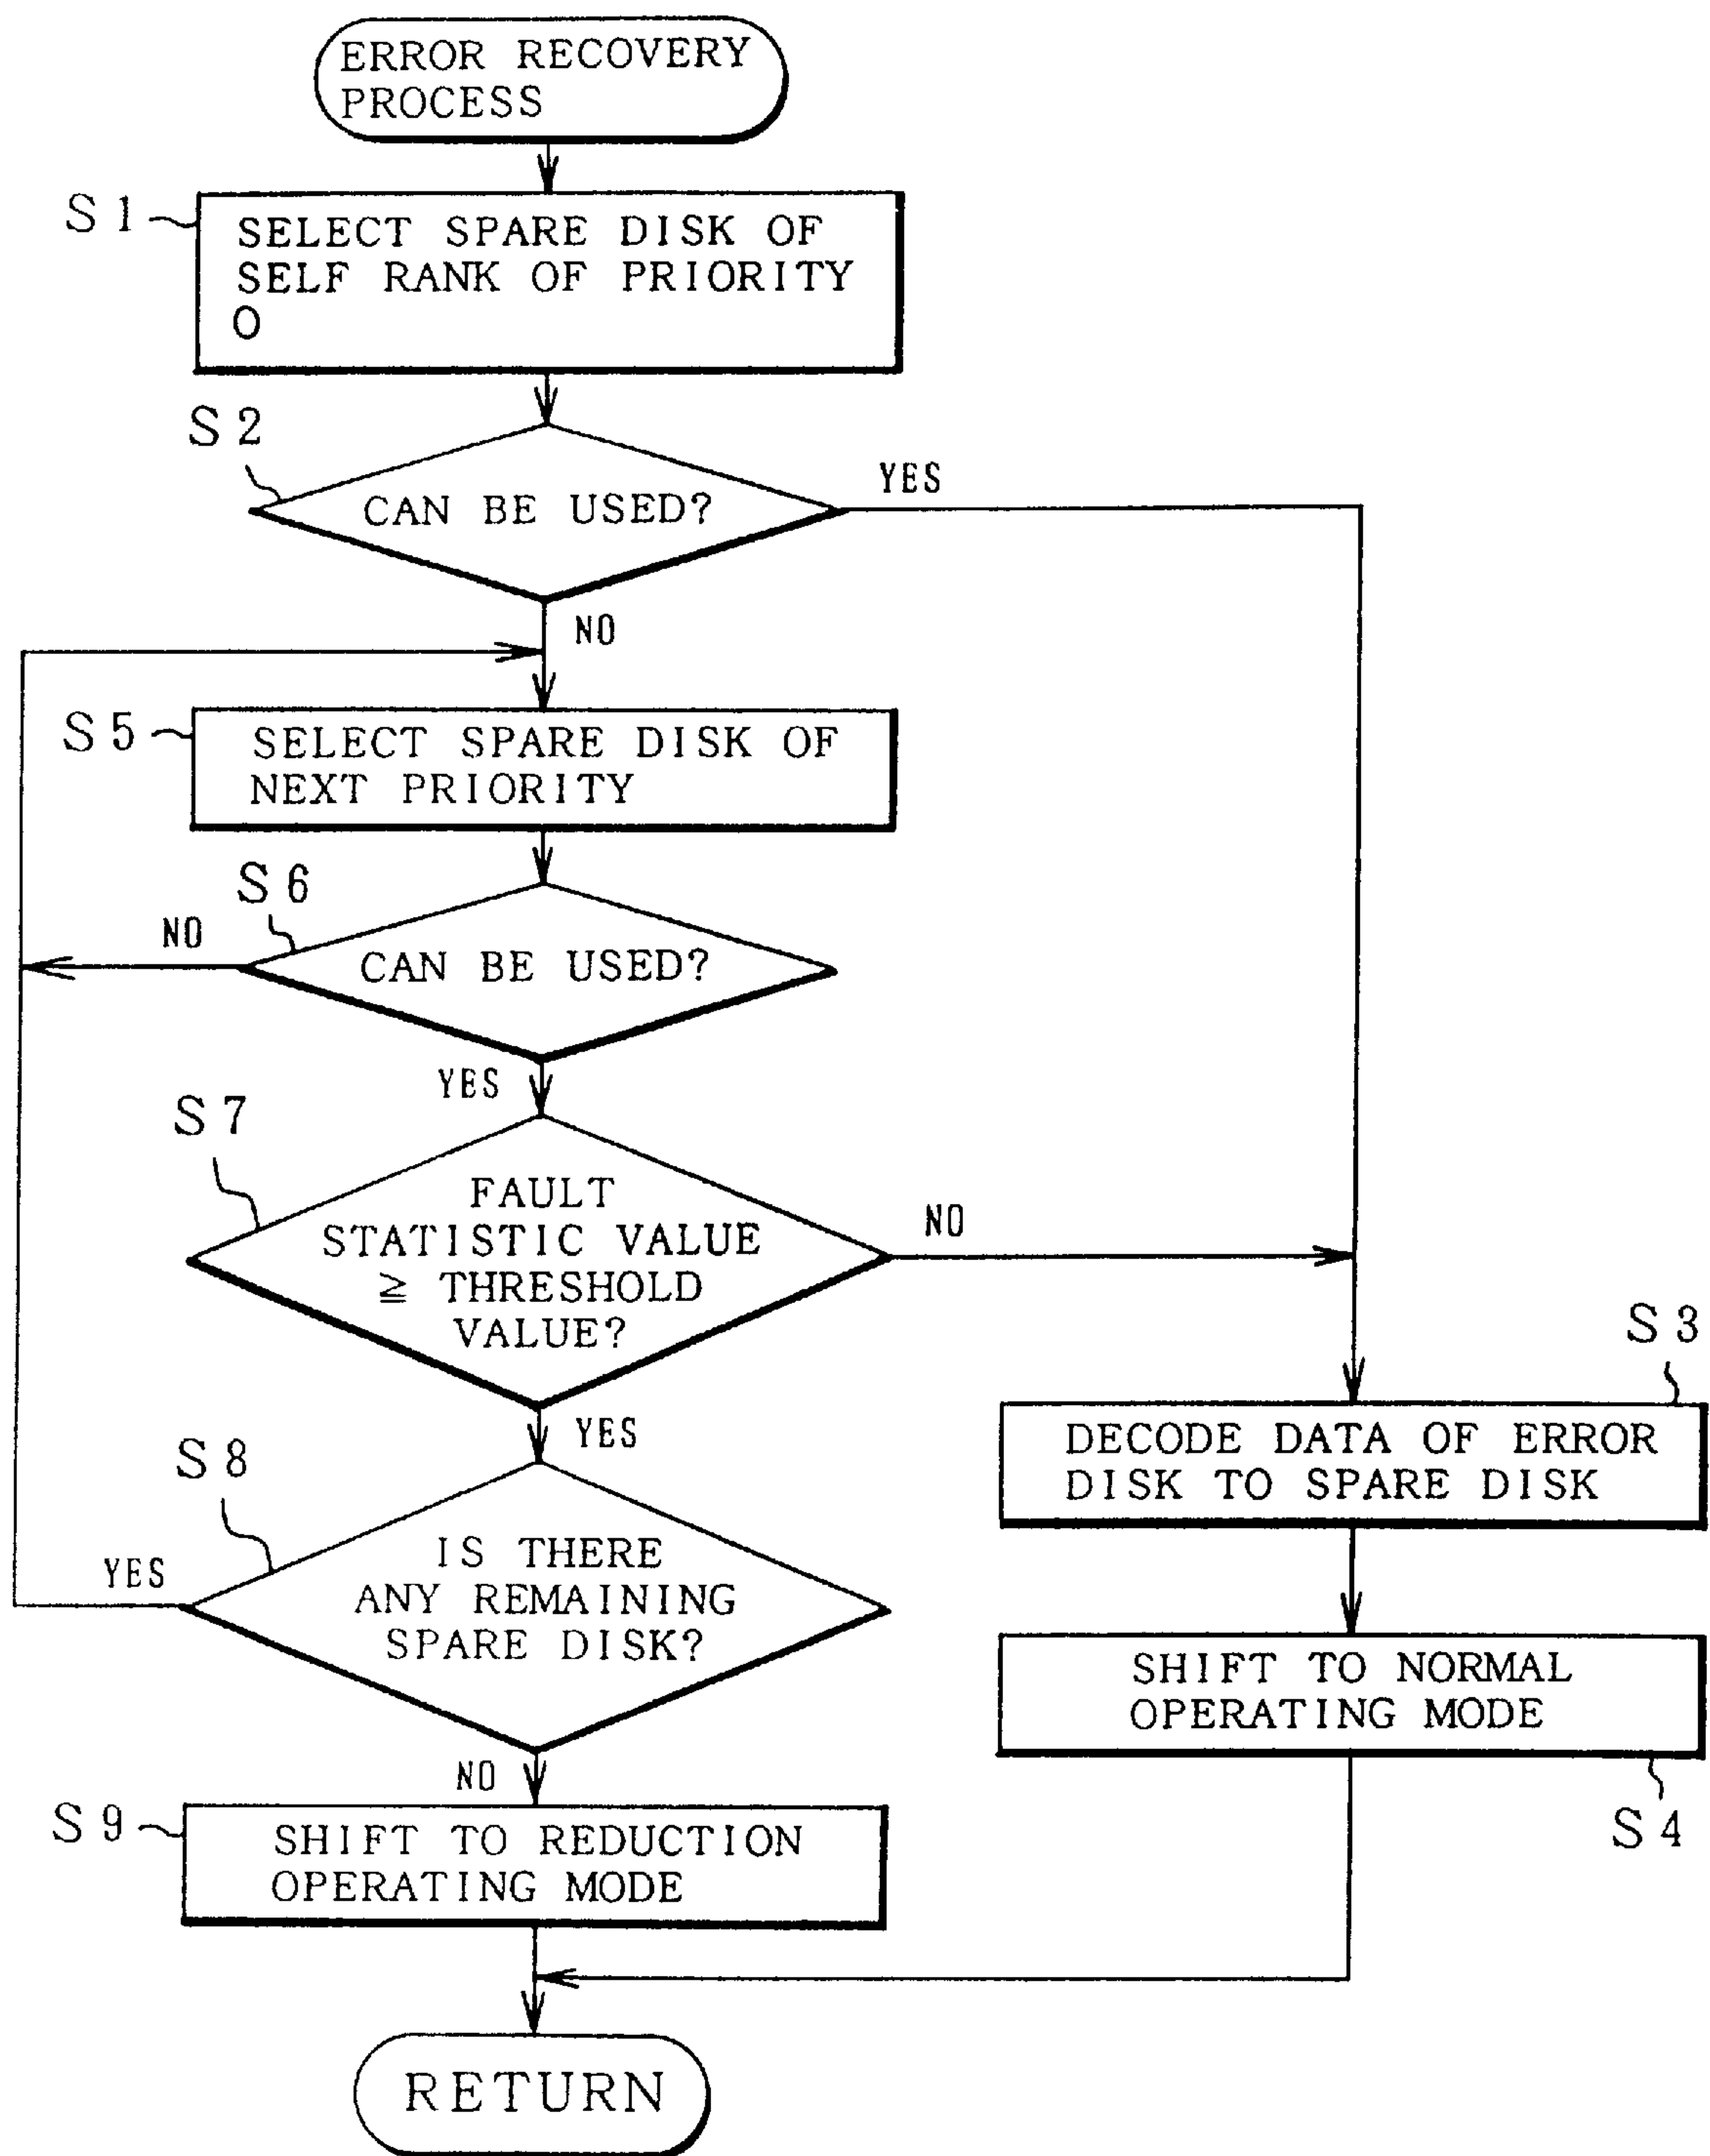 ERROR RECOVERY
PROCESS
S1
SELECT SPARE DISK OF
SELF RANK OF PRIORITY
O
S2
CAN BE USED?
YES
NO
S5
SELECT SPARE DISK OF
NEXT PRIORITY
S6
NO
CAN BE USED?
YES
S7
FAULT
STATISTIC VALUE
≧ THRESHOLD
VALUE?
NO
YES
S8
YES
IS THERE
ANY REMAINING
SPARE DISK?
NO
S3
DECODE DATA OF ERROR
DISK TO SPARE DISK
SHIFT TO NORMAL
OPERATING MODE
S4
S9
SHIFT TO REDUCTION
OPERATING MODE
RETURN